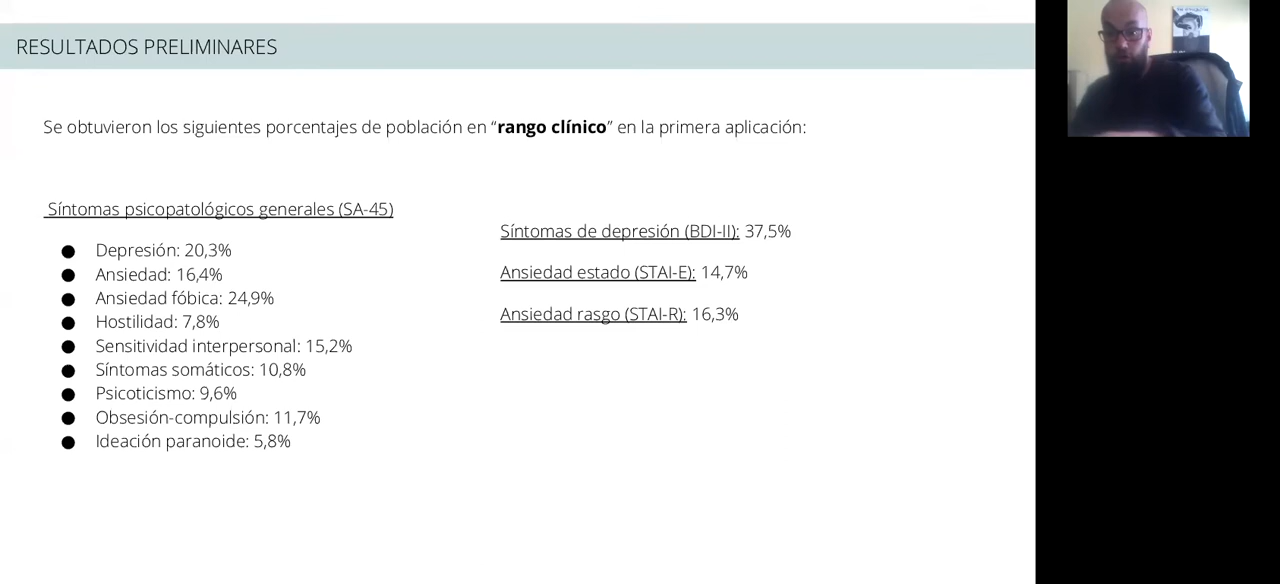 RESULTADOS PRELIMINARES
Se obtuvieron los siguientes porcentajes de población en “rango clínico” en la primera aplicación:
Síntomas psicopatológicos generales (SA-45)
● Depresión: 20,3%
● Ansiedad: 16,4%
● Ansiedad fóbica: 24,9%
● Hostilidad: 7,8%
● Sensitividad interpersonal: 15,2%
● Síntomas somáticos: 10,8%
● Psicoticismo: 9,6%
● Obsesión-compulsión: 11,7%
● Ideación paranoide: 5,8%
Síntomas de depresión (BDI-II): 37,5%
Ansiedad estado (STAI-E): 14,7%
Ansiedad rasgo (STAI-R): 16,3%